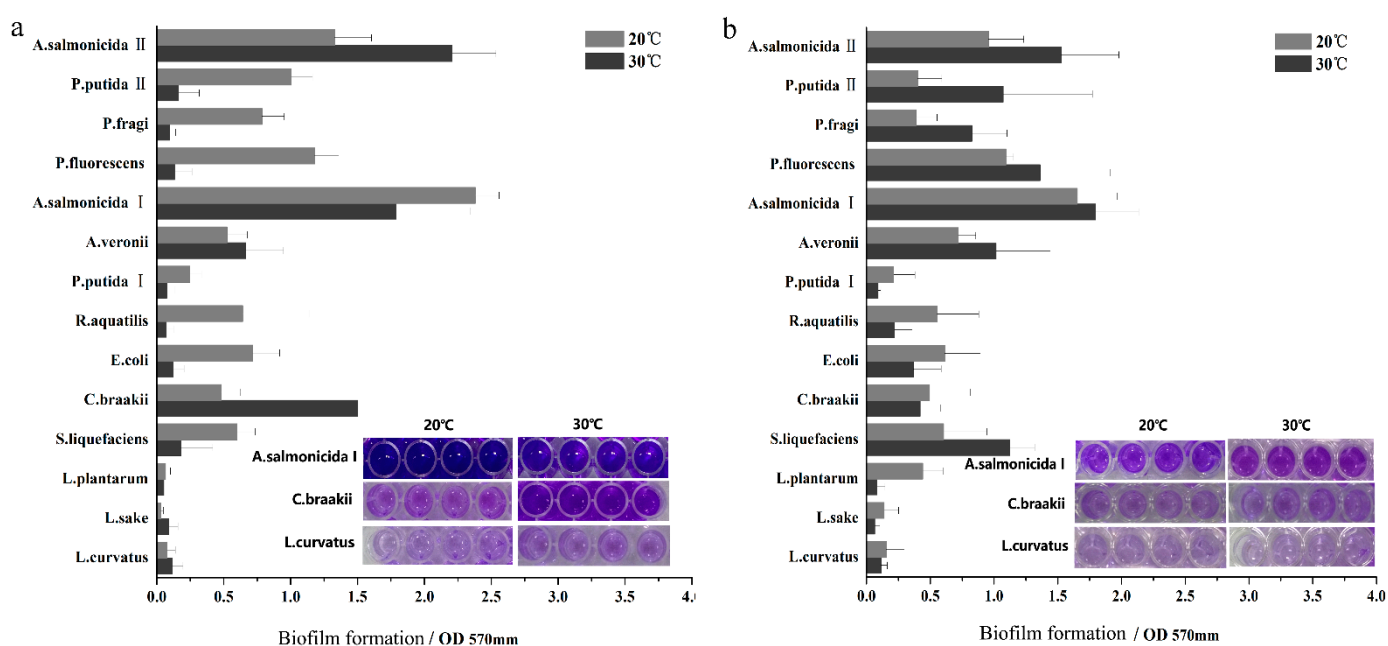 a
A.salmonicida Ⅱ
P.putida Ⅱ
P.fragi
P.fluorescens
A.salmonicida Ⅰ
A.veronii
P.putida Ⅰ
R.aquatilis
E.coli
C.braakii
S.liquefaciens
L.plantarum
L.sake
L.curvatus
20℃
30℃
20℃ 30℃
A.salmonicida I
C.braakii
L.curvatus
0.0 0.5 1.0 1.5 2.0 2.5 3.0 3.5 4.0
Biofilm formation / OD 570mm
b
A.salmonicida Ⅱ
P.putida Ⅱ
P.fragi
P.fluorescens
A.salmonicida Ⅰ
A.veronii
P.putida Ⅰ
R.aquatilis
E.coli
C.braakii
S.liquefaciens
L.plantarum
L.sake
L.curvatus
20℃
30℃
20℃ 30℃
A.salmonicida I
C.braakii
L.curvatus
0.0 0.5 1.0 1.5 2.0 2.5 3.0 3.5 4.0
Biofilm formation / OD 570mm